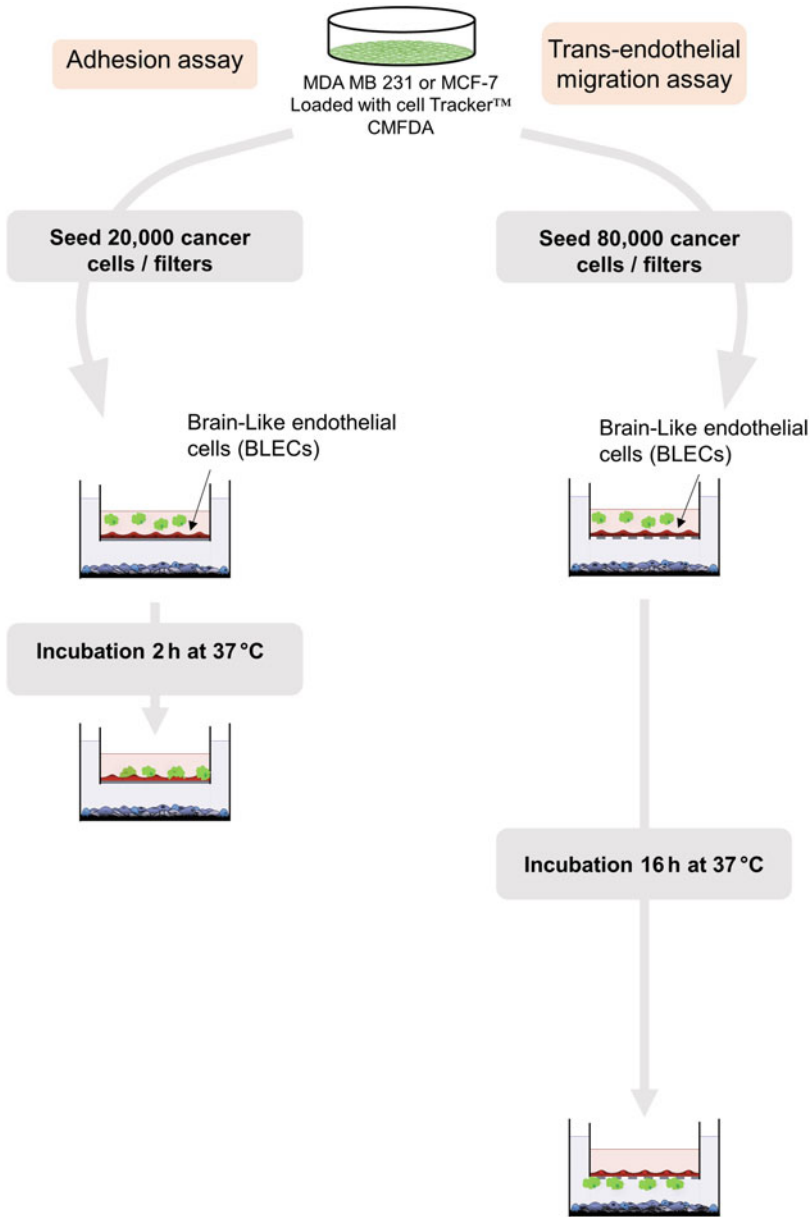 Adhesion assay
Trans-endothelial
migration assay
MDA MB 231 or MCF-7
Loaded with cell Tracker™
CMFDA
Seed 20,000 cancer
cells / filters
Seed 80,000 cancer
cells / filters
Brain-Like endothelial
cells (BLECs)
Brain-Like endothelial
cells (BLECs)
Incubation 2 h at 37 °C
Incubation 16 h at 37 °C